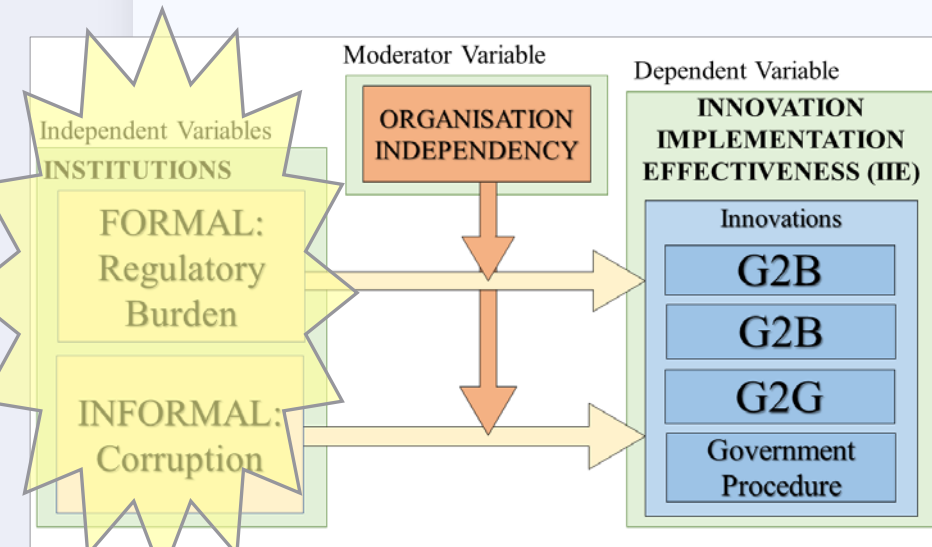 Independent Variables
INSTITUTIONS
FORMAL:
Regulatory
Burden
INFORMAL:
Corruption
Moderator Variable
ORGANISATION
INDEPENDENCY
Dependent Variable
INNOVATION
IMPLEMENTATION
EFFECTIVENESS (IIE)
Innovations
G2B
G2B
G2G
Government
Procedure